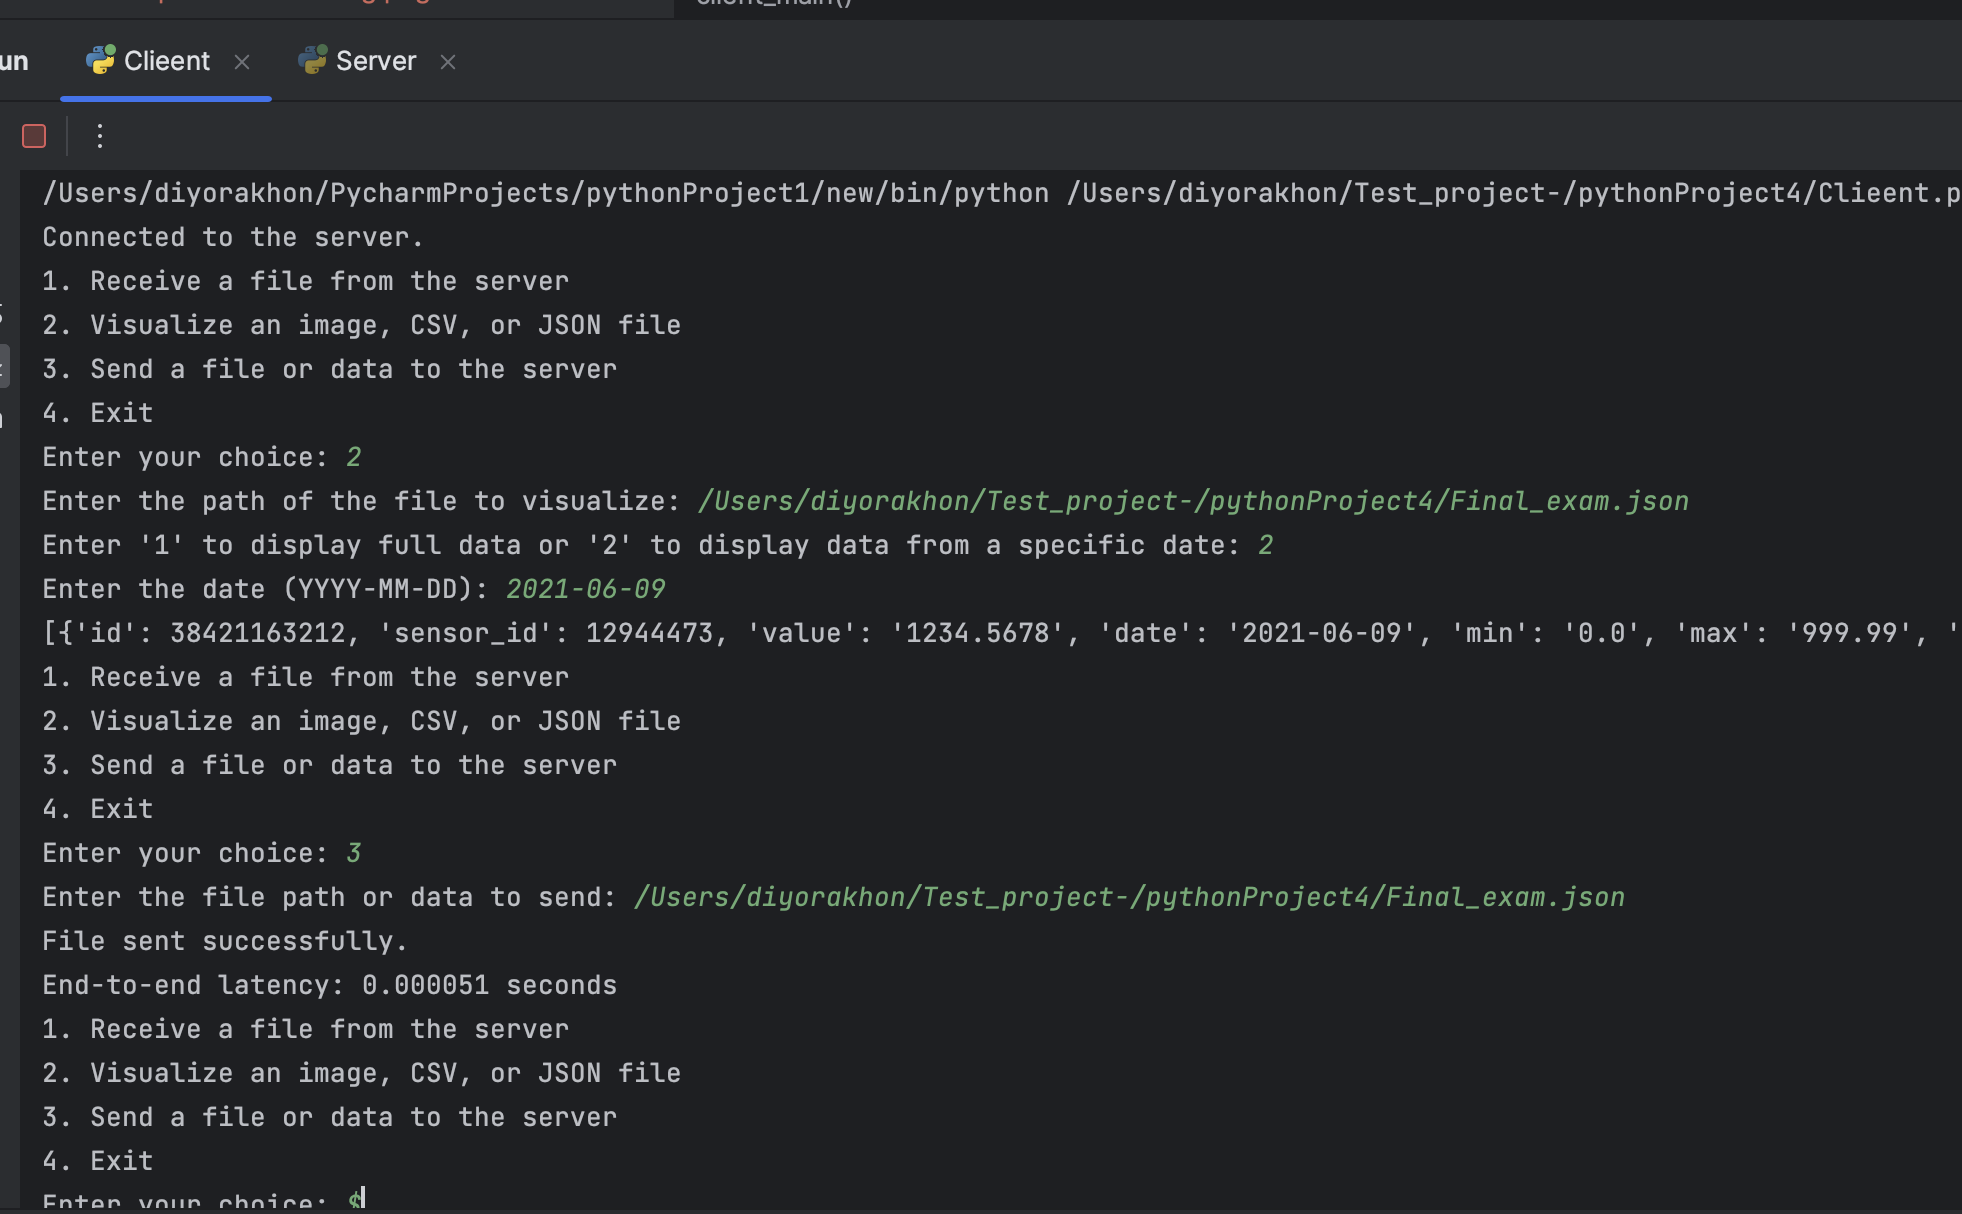 client_main()
un
Clieent
Server
/Users/diyorakhon/PycharmProjects/pythonProject1/new/bin/python /Users/diyorakhon/Test_project-/pythonProject4/Clieent.p
Connected to the server.
1. Receive a file from the server
2. Visualize an image, CSV, or JSON file
3. Send a file or data to the server
4. Exit
Enter your choice: 2
Enter the path of the file to visualize: /Users/diyorakhon/Test_project-/pythonProject4/Final_exam.json
Enter '1' to display full data or '2' to display data from a specific date: 2
Enter the date (YYYY-MM-DD): 2021-06-09
[{'id': 38421163212, 'sensor_id': 12944473, 'value': '1234.5678', 'date': '2021-06-09', 'min': '0.0', 'max': '999.99', '
1. Receive a file from the server
2. Visualize an image, CSV, or JSON file
3. Send a file or data to the server
4. Exit
Enter your choice: 3
Enter the file path or data to send: /Users/diyorakhon/Test_project-/pythonProject4/Final_exam.json
File sent successfully.
End-to-end latency: 0.000051 seconds
1. Receive a file from the server
2. Visualize an image, CSV, or JSON file
3. Send a file or data to the server
4. Exit
Enter your choice: $